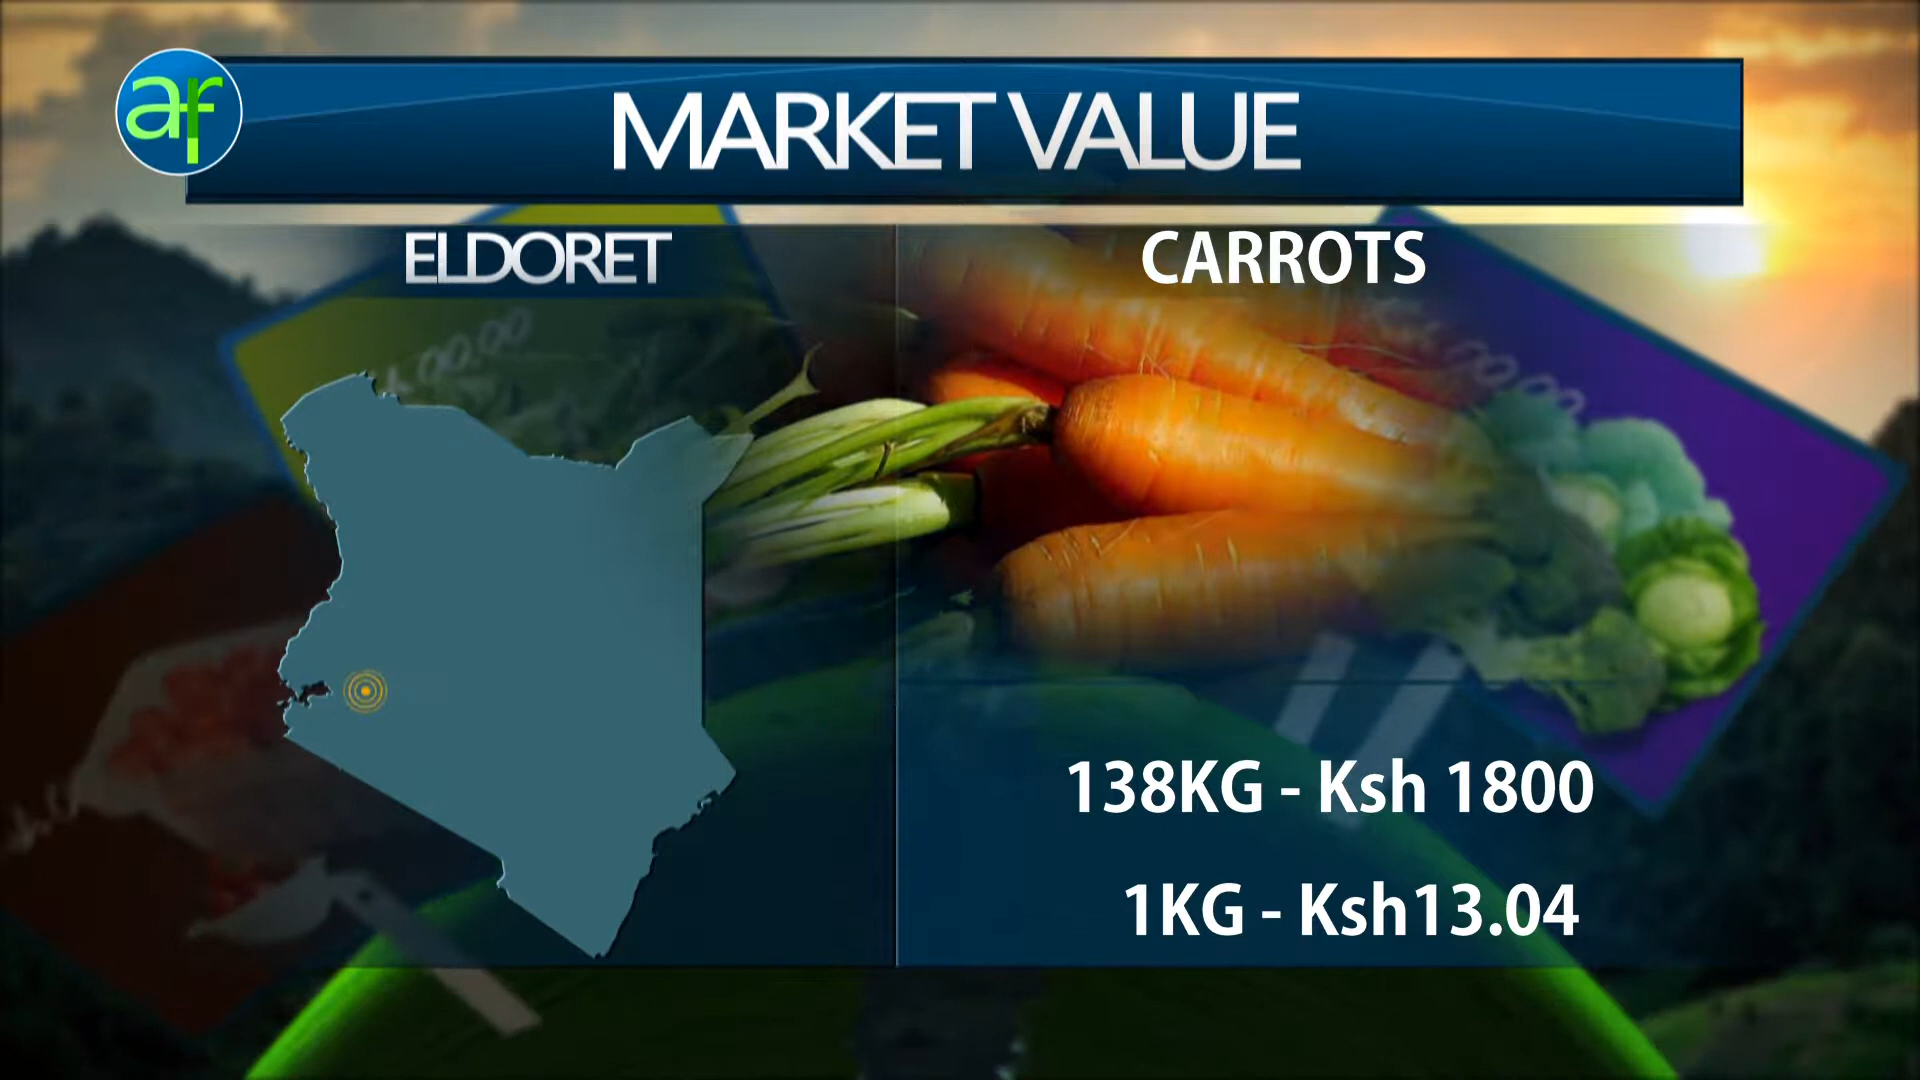 af
MARKET VALUE
ELDORET
CARROTS
138KG - Ksh 1800
1KG - Ksh13.04